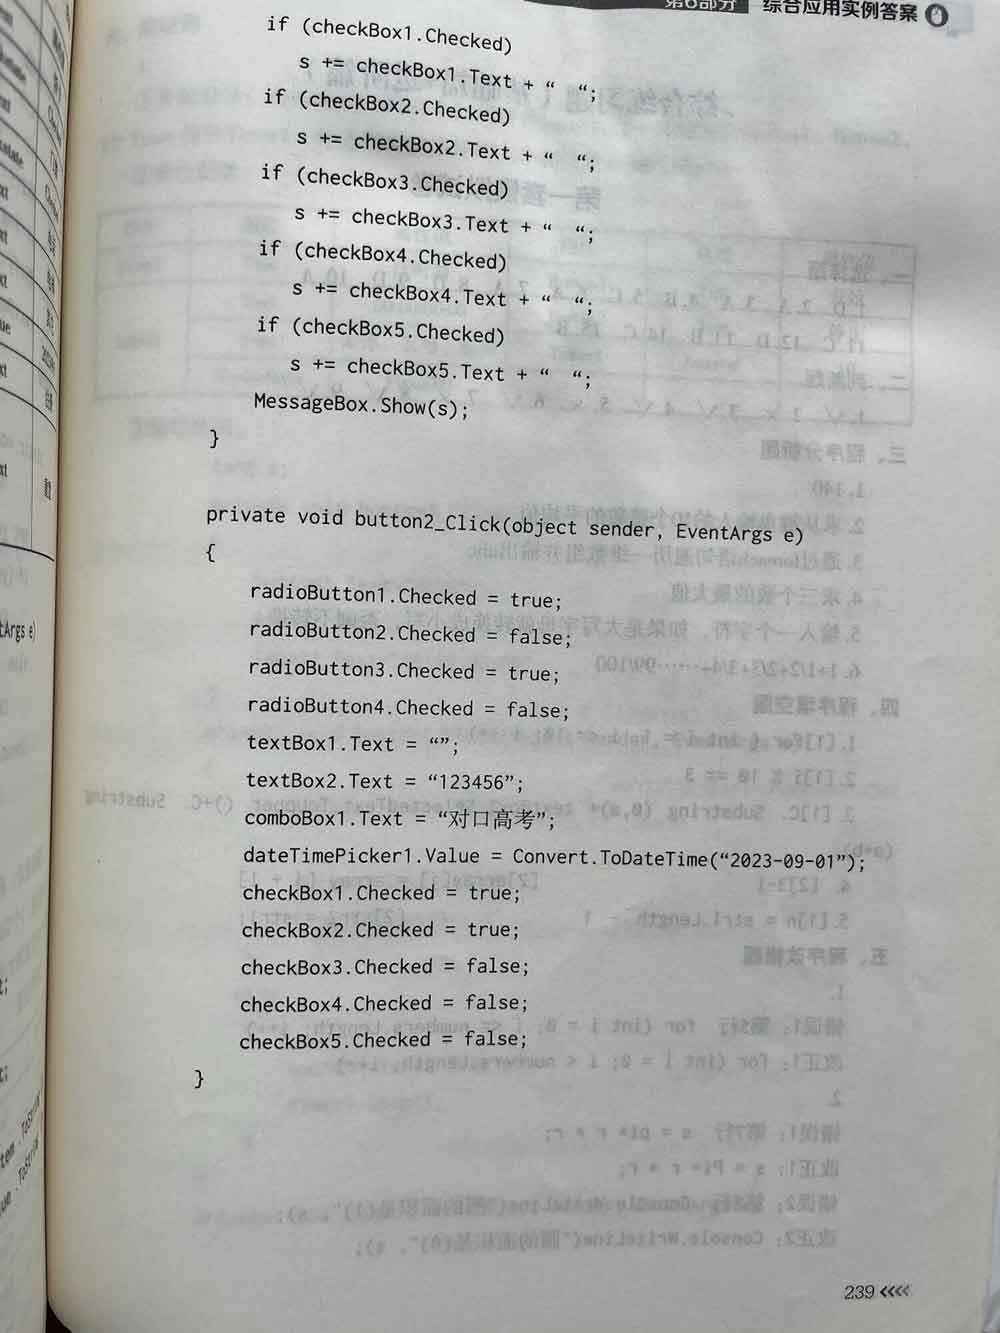 第6部分 综合应用实例答案
if (checkBox1.Checked)
s += checkBox1.Text + “  “;
if (checkBox2.Checked)
s += checkBox2.Text + “  “;
if (checkBox3.Checked)
s += checkBox3.Text + “  “;
if (checkBox4.Checked)
s += checkBox4.Text + “  “;
if (checkBox5.Checked)
s += checkBox5.Text + “  “;
MessageBox.Show(s);
}
private void button2_Click(object sender, EventArgs e)
{
radioButton1.Checked = true;
radioButton2.Checked = false;
radioButton3.Checked = true;
radioButton4.Checked = false;
textBox1.Text = “”;
textBox2.Text = “123456”;
comboBox1.Text = “对口高考”;
dateTimePicker1.Value = Convert.ToDateTime(“2023-09-01”);
checkBox1.Checked = true;
checkBox2.Checked = true;
checkBox3.Checked = false;
checkBox4.Checked = false;
checkBox5.Checked = false;
}
239